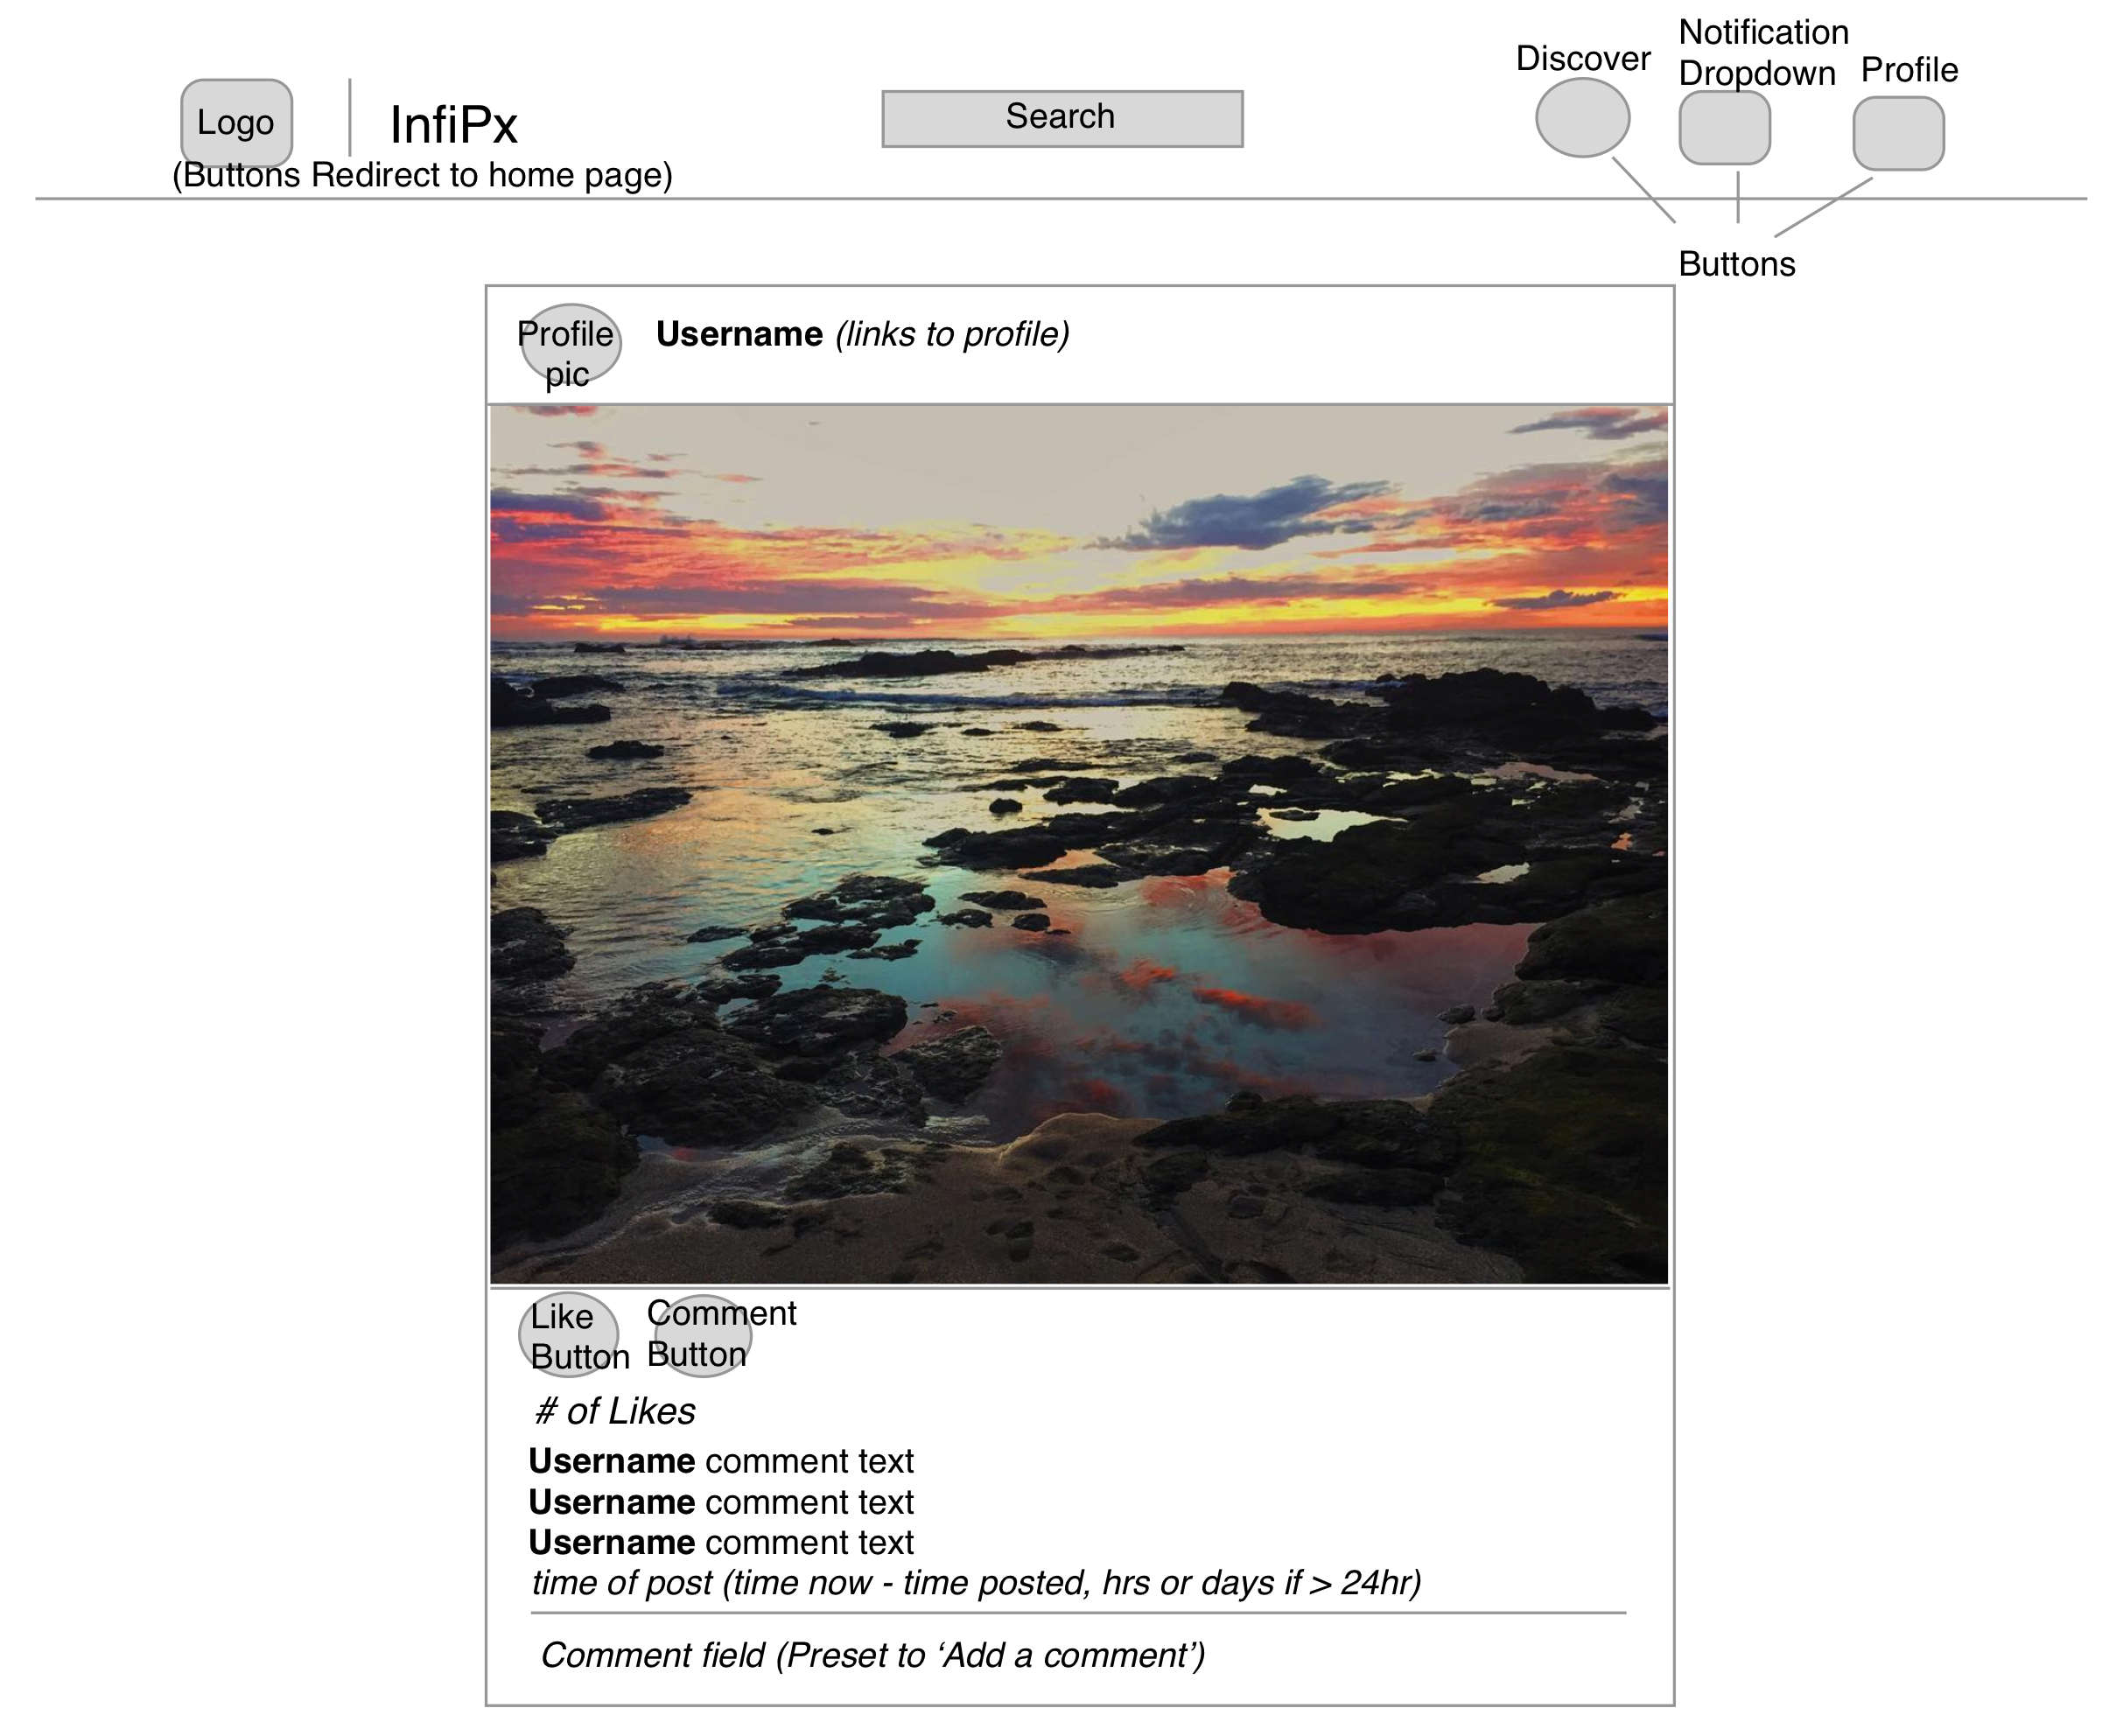 Discover
Notification
Dropdown
Profile
Logo
InfiPx
Search
(Buttons Redirect to home page)
Buttons
Profile
pic
Username (links to profile)
Like
Button
Comment
Button
# of Likes
Username comment text
Username comment text
Username comment text
time of post (time now - time posted, hrs or days if > 24hr)
Comment field (Preset to ‘Add a comment’)